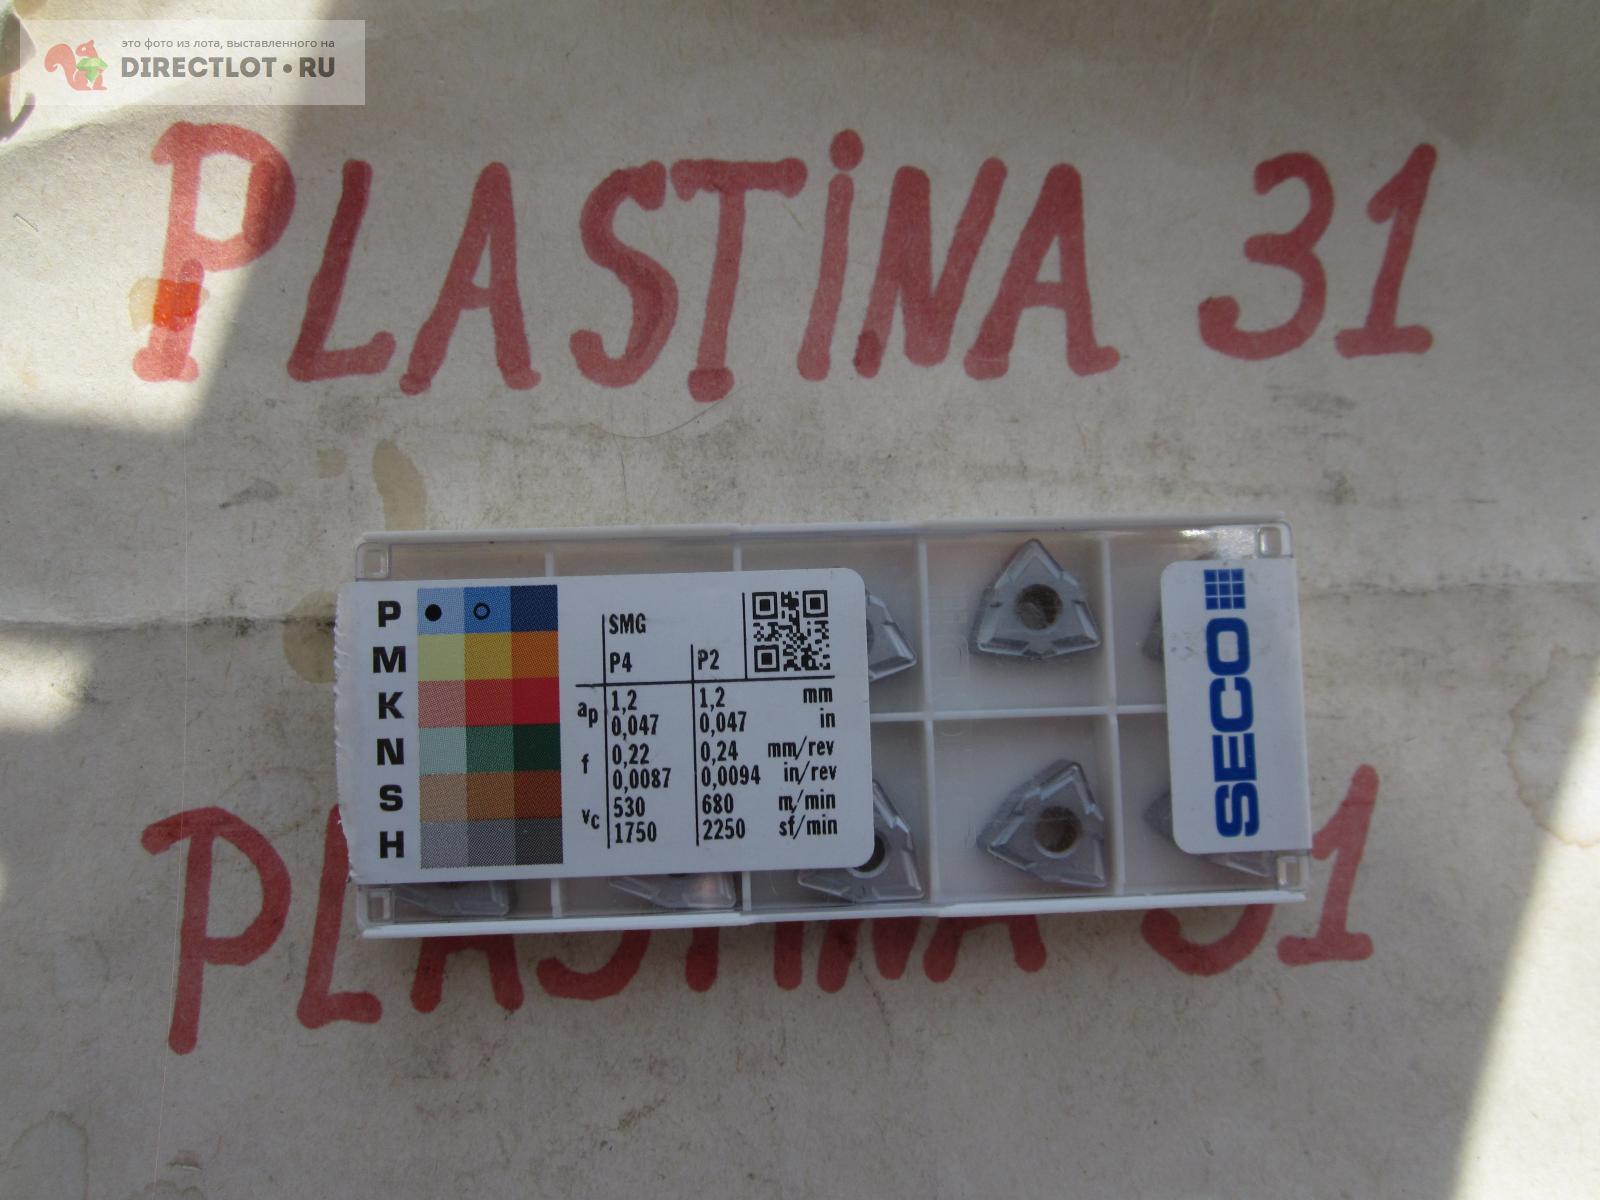 это фото из лота, выставленного на
DIRECTLOT•RU
PLASTINA 31
P
M
K
N
S
H
SMG
P4 P2
ap 1,2 1,2 mm
0,047 0,047 in
f 0,22 0,24 mm/rev
0,0087 0,0094 in/rev
vc 530 680 m/min
1750 2250 sf/min
SECO
PLASTINA 31